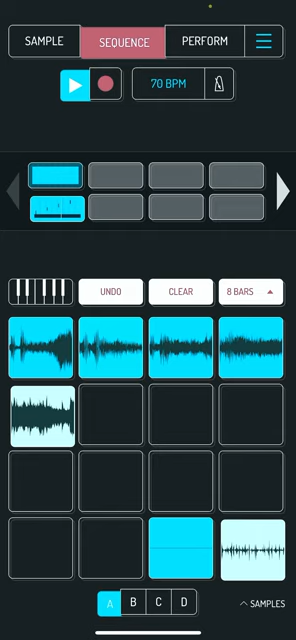 SAMPLE SEQUENCE PERFORM
70 BPM
UNDO CLEAR 8 BARS
A B C D SAMPLES